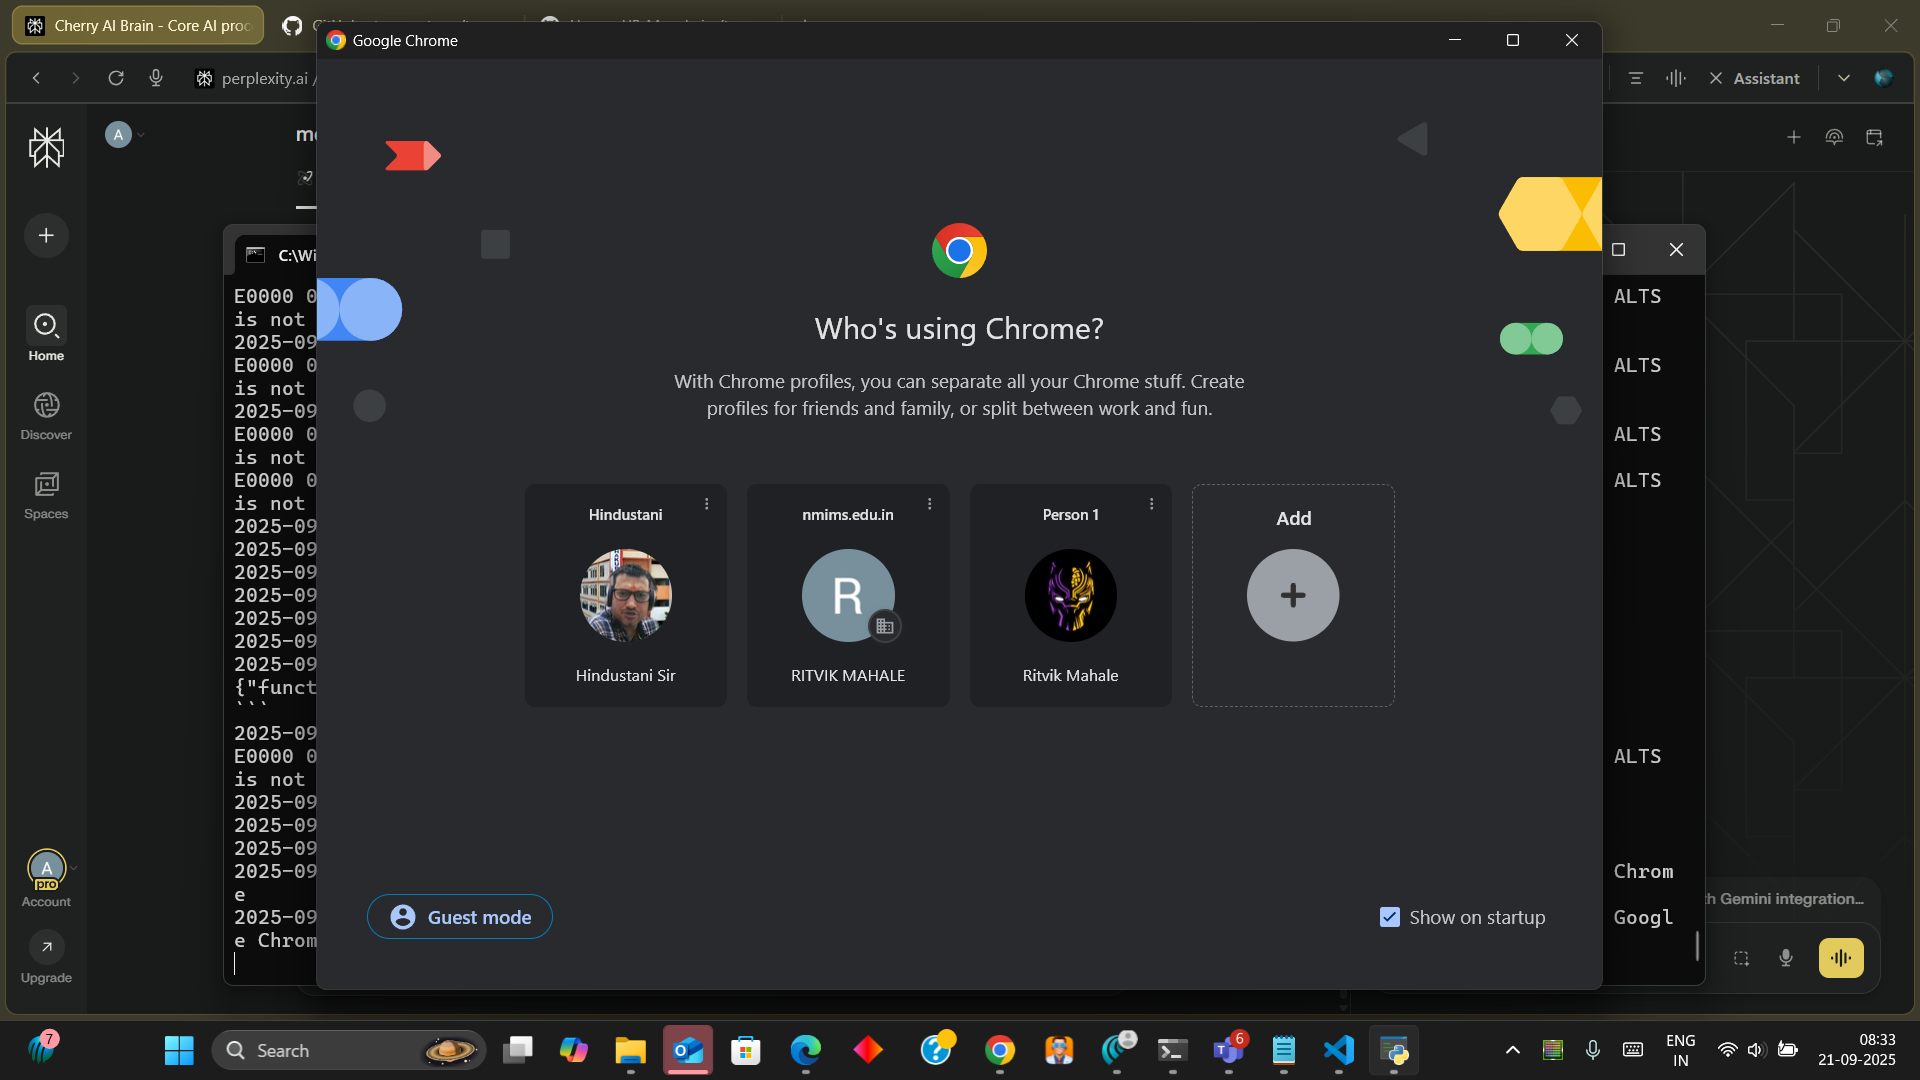 Cherry AI Brain - Core AI proc
Google Chrome
perplexity.ai /
Assistant
A
Home
Discover
Spaces
A
pro
Account
Upgrade
C:\Wi
E0000 0
is not
2025-09
E0000 0
is not
2025-09
E0000 0
is not
E0000 0
is not
2025-09
2025-09
2025-09
2025-09
2025-09
2025-09
2025-09
{"funct
```
2025-09
E0000 0
is not
2025-09
2025-09
2025-09
2025-09
e
2025-09
e Chrom
Who's using Chrome?
With Chrome profiles, you can separate all your Chrome stuff. Create
profiles for friends and family, or split between work and fun.
Hindustani
Hindustani Sir
nmims.edu.in
R
RITVIK MAHALE
Person 1
Ritvik Mahale
Add
Guest mode
Show on startup
ALTS
ALTS
ALTS
ALTS
ALTS
Chrom
Googl
h Gemini integration...
7
Search
6
ENG
IN
08:33
21-09-2025